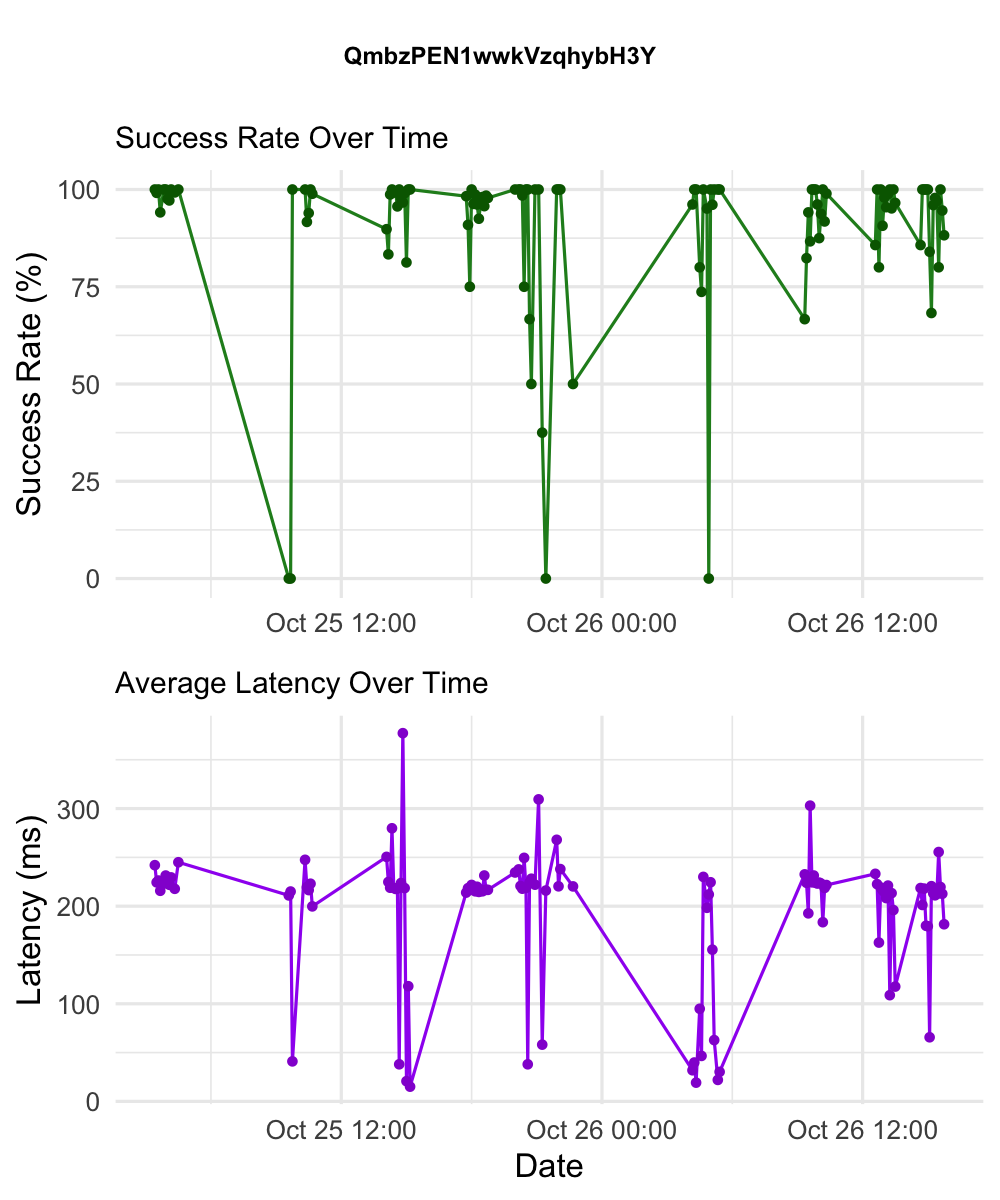 QmbzPEN1wwkVzqhybH3Y
Success Rate Over Time
Success Rate (%)
100
75
50
25
0
Oct 25 12:00 Oct 26 00:00 Oct 26 12:00
Average Latency Over Time
Latency (ms)
300
200
100
0
Oct 25 12:00 Oct 26 00:00 Oct 26 12:00
Date